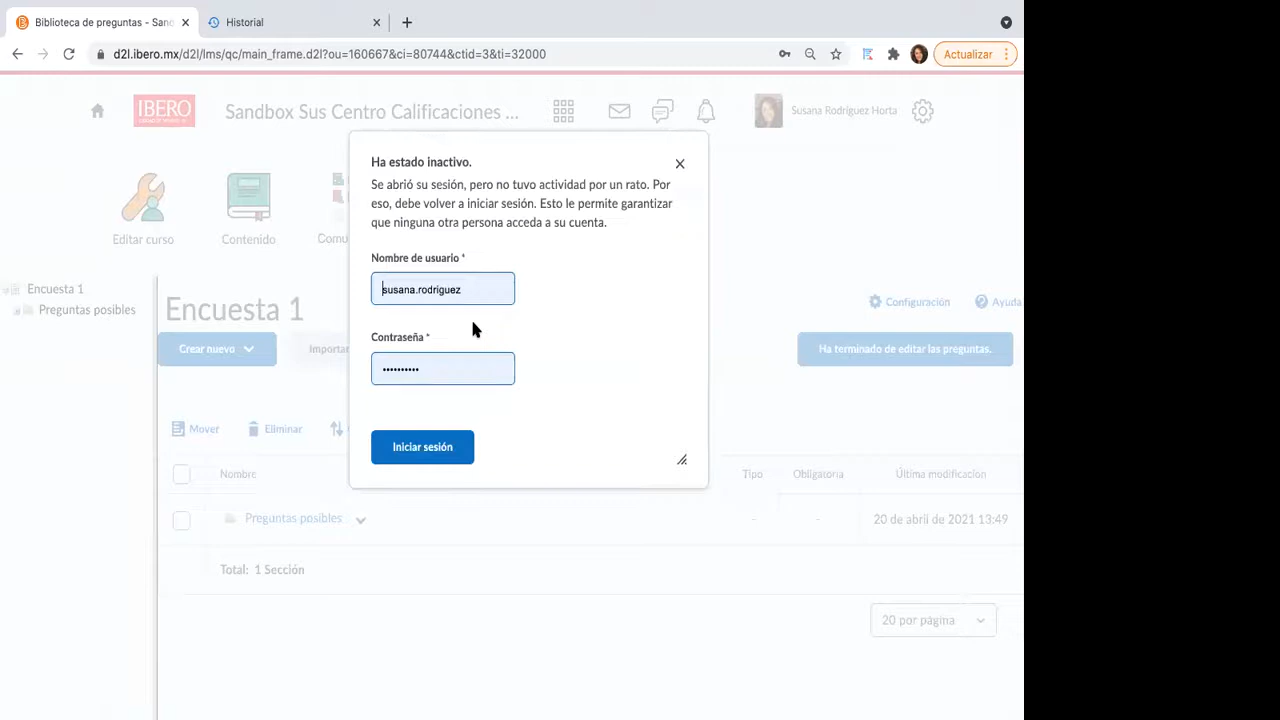 Biblioteca de preguntas - San
Historial
d2l.ibero.mx/d2l/lms/qc/main_frame.d2l?ou=160667&ci=80744&ctid=3&ti=32000
Actualizar
IBERO
Sandbox Sus Centro Calificaciones ...
Susana Rodríguez Horta
Ha estado inactivo.
Se abrió su sesión, pero no tuvo actividad por un rato. Por
eso, debe volver a iniciar sesión. Esto le permite garantizar
que ninguna otra persona acceda a su cuenta.
Editar curso
Contenido
Comu
Nombre de usuario *
susana.rodriguez
Encuesta 1
Preguntas posibles
Encuesta 1
Configuración
Ayuda
Contraseña *
••••••••••
Crear nuevo
Importar
Ha terminado de editar las preguntas.
Mover
Eliminar
Iniciar sesión
Nombre
Tipo
Obligatoria
Última modificación
Preguntas posibles
-
-
20 de abril de 2021 13:49
Total: 1 Sección
20 por página